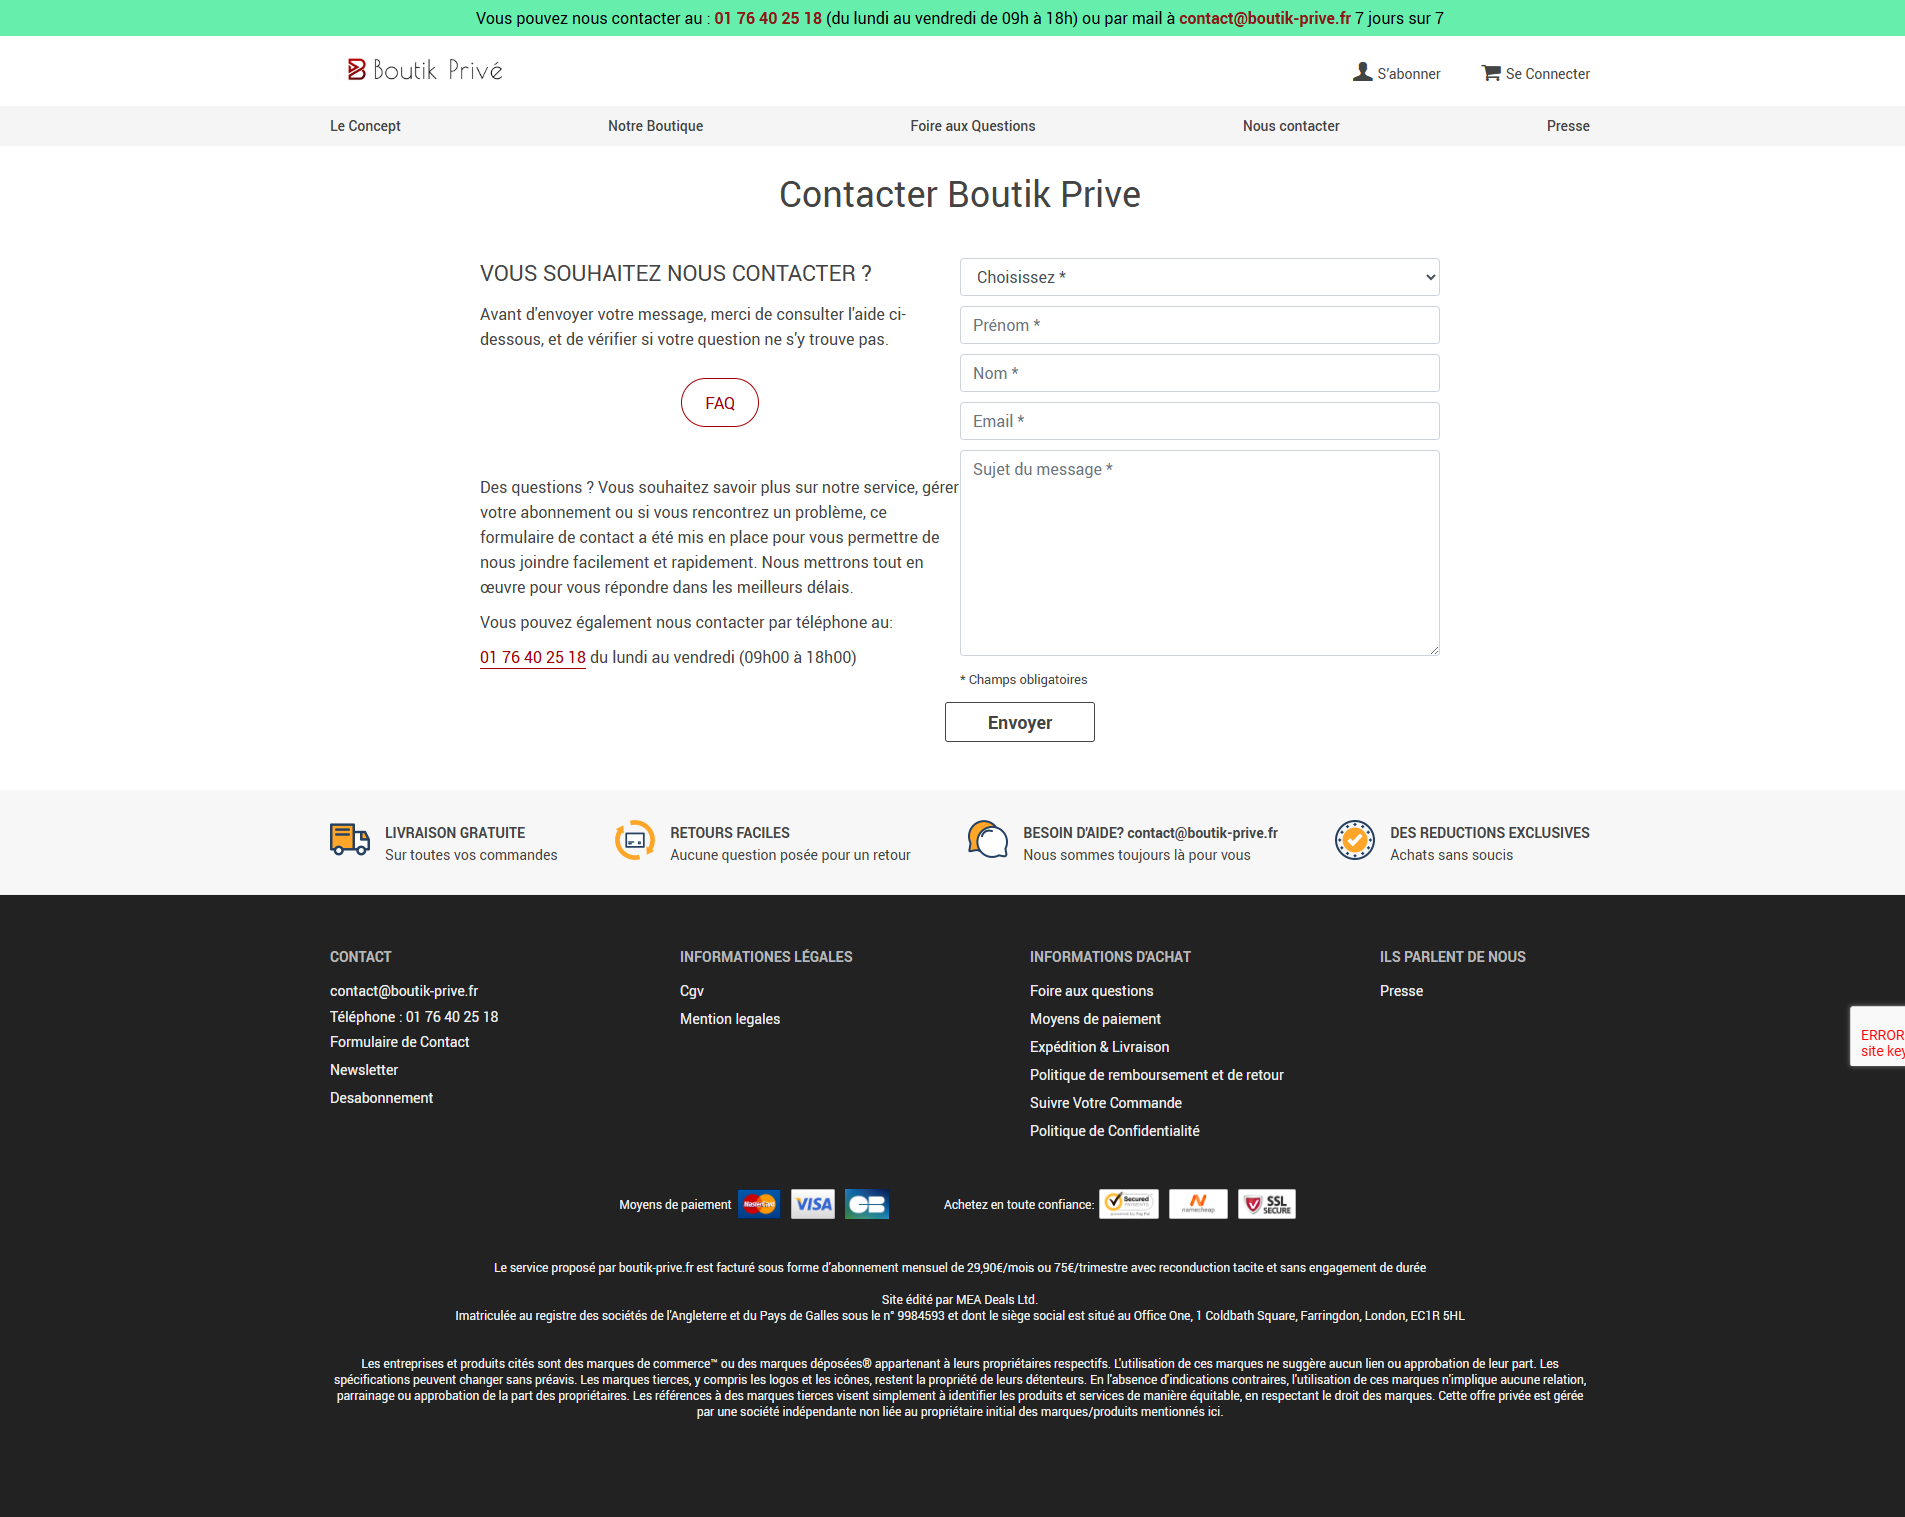 Vous pouvez nous contacter au : 01 76 40 25 18 (du lundi au vendredi de 09h à 18h) ou par mail à contact@boutik-prive.fr 7 jours sur 7
Boutik Privé
S'abonner
Se Connecter
Le Concept
Notre Boutique
Foire aux Questions
Nous contacter
Presse
Contacter Boutik Prive
VOUS SOUHAITEZ NOUS CONTACTER ?
Avant d'envoyer votre message, merci de consulter l'aide ci-
dessous, et de vérifier si votre question ne s'y trouve pas.
FAQ
Des questions ? Vous souhaitez savoir plus sur notre service, gérer
votre abonnement ou si vous rencontrez un problème, ce
formulaire de contact a été mis en place pour vous permettre de
nous joindre facilement et rapidement. Nous mettrons tout en
œuvre pour vous répondre dans les meilleurs délais.
Vous pouvez également nous contacter par téléphone au:
01 76 40 25 18 du lundi au vendredi (09h00 à 18h00)
Choisissez *
Prénom *
Nom *
Email *
Sujet du message *
* Champs obligatoires
Envoyer
LIVRAISON GRATUITE
Sur toutes vos commandes
RETOURS FACILES
Aucune question posée pour un retour
BESOIN D'AIDE? contact@boutik-prive.fr
Nous sommes toujours là pour vous
DES REDUCTIONS EXCLUSIVES
Achats sans soucis
CONTACT
contact@boutik-prive.fr
Téléphone : 01 76 40 25 18
Formulaire de Contact
Newsletter
Desabonnement
INFORMATIONES LÉGALES
Cgv
Mention legales
INFORMATIONS D'ACHAT
Foire aux questions
Moyens de paiement
Expédition & Livraison
Politique de remboursement et de retour
Suivre Votre Commande
Politique de Confidentialité
ILS PARLENT DE NOUS
Presse
ERROR
site key
Moyens de paiement
MasterCard
VISA
CB
Achetez en toute confiance:
Secured
namecheap
SSL
SECURE
Le service proposé par boutik-prive.fr est facturé sous forme d'abonnement mensuel de 29,90€/mois ou 75€/trimestre avec reconduction tacite et sans engagement de durée
Site édité par MEA Deals Ltd.
Imatriculée au registre des sociétés de l'Angleterre et du Pays de Galles sous le n° 9984593 et dont le siège social est situé au Office One, 1 Coldbath Square, Farringdon, London, EC1R 5HL
Les entreprises et produits cités sont des marques de commerce™ ou des marques déposées® appartenant à leurs propriétaires respectifs. L'utilisation de ces marques ne suggère aucun lien ou approbation de leur part. Les
spécifications peuvent changer sans préavis. Les marques tierces, y compris les logos et les icônes, restent la propriété de leurs détenteurs. En l'absence d'indications contraires, l'utilisation de ces marques n'implique aucune relation,
parrainage ou approbation de la part des propriétaires. Les références à des marques tierces visent simplement à identifier les produits et services de manière équitable, en respectant le droit des marques. Cette offre privée est gérée
par une société indépendante non liée au propriétaire initial des marques/produits mentionnés ici.